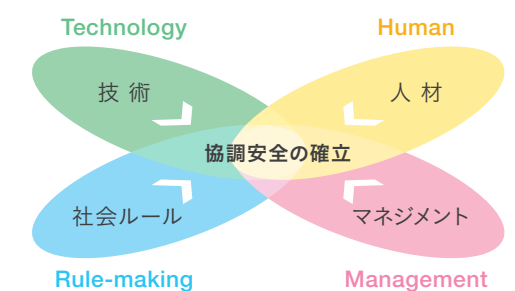 Technology
Human
技術
人材
協調安全の確立
社会ルール
マネジメント
Rule-making
Management